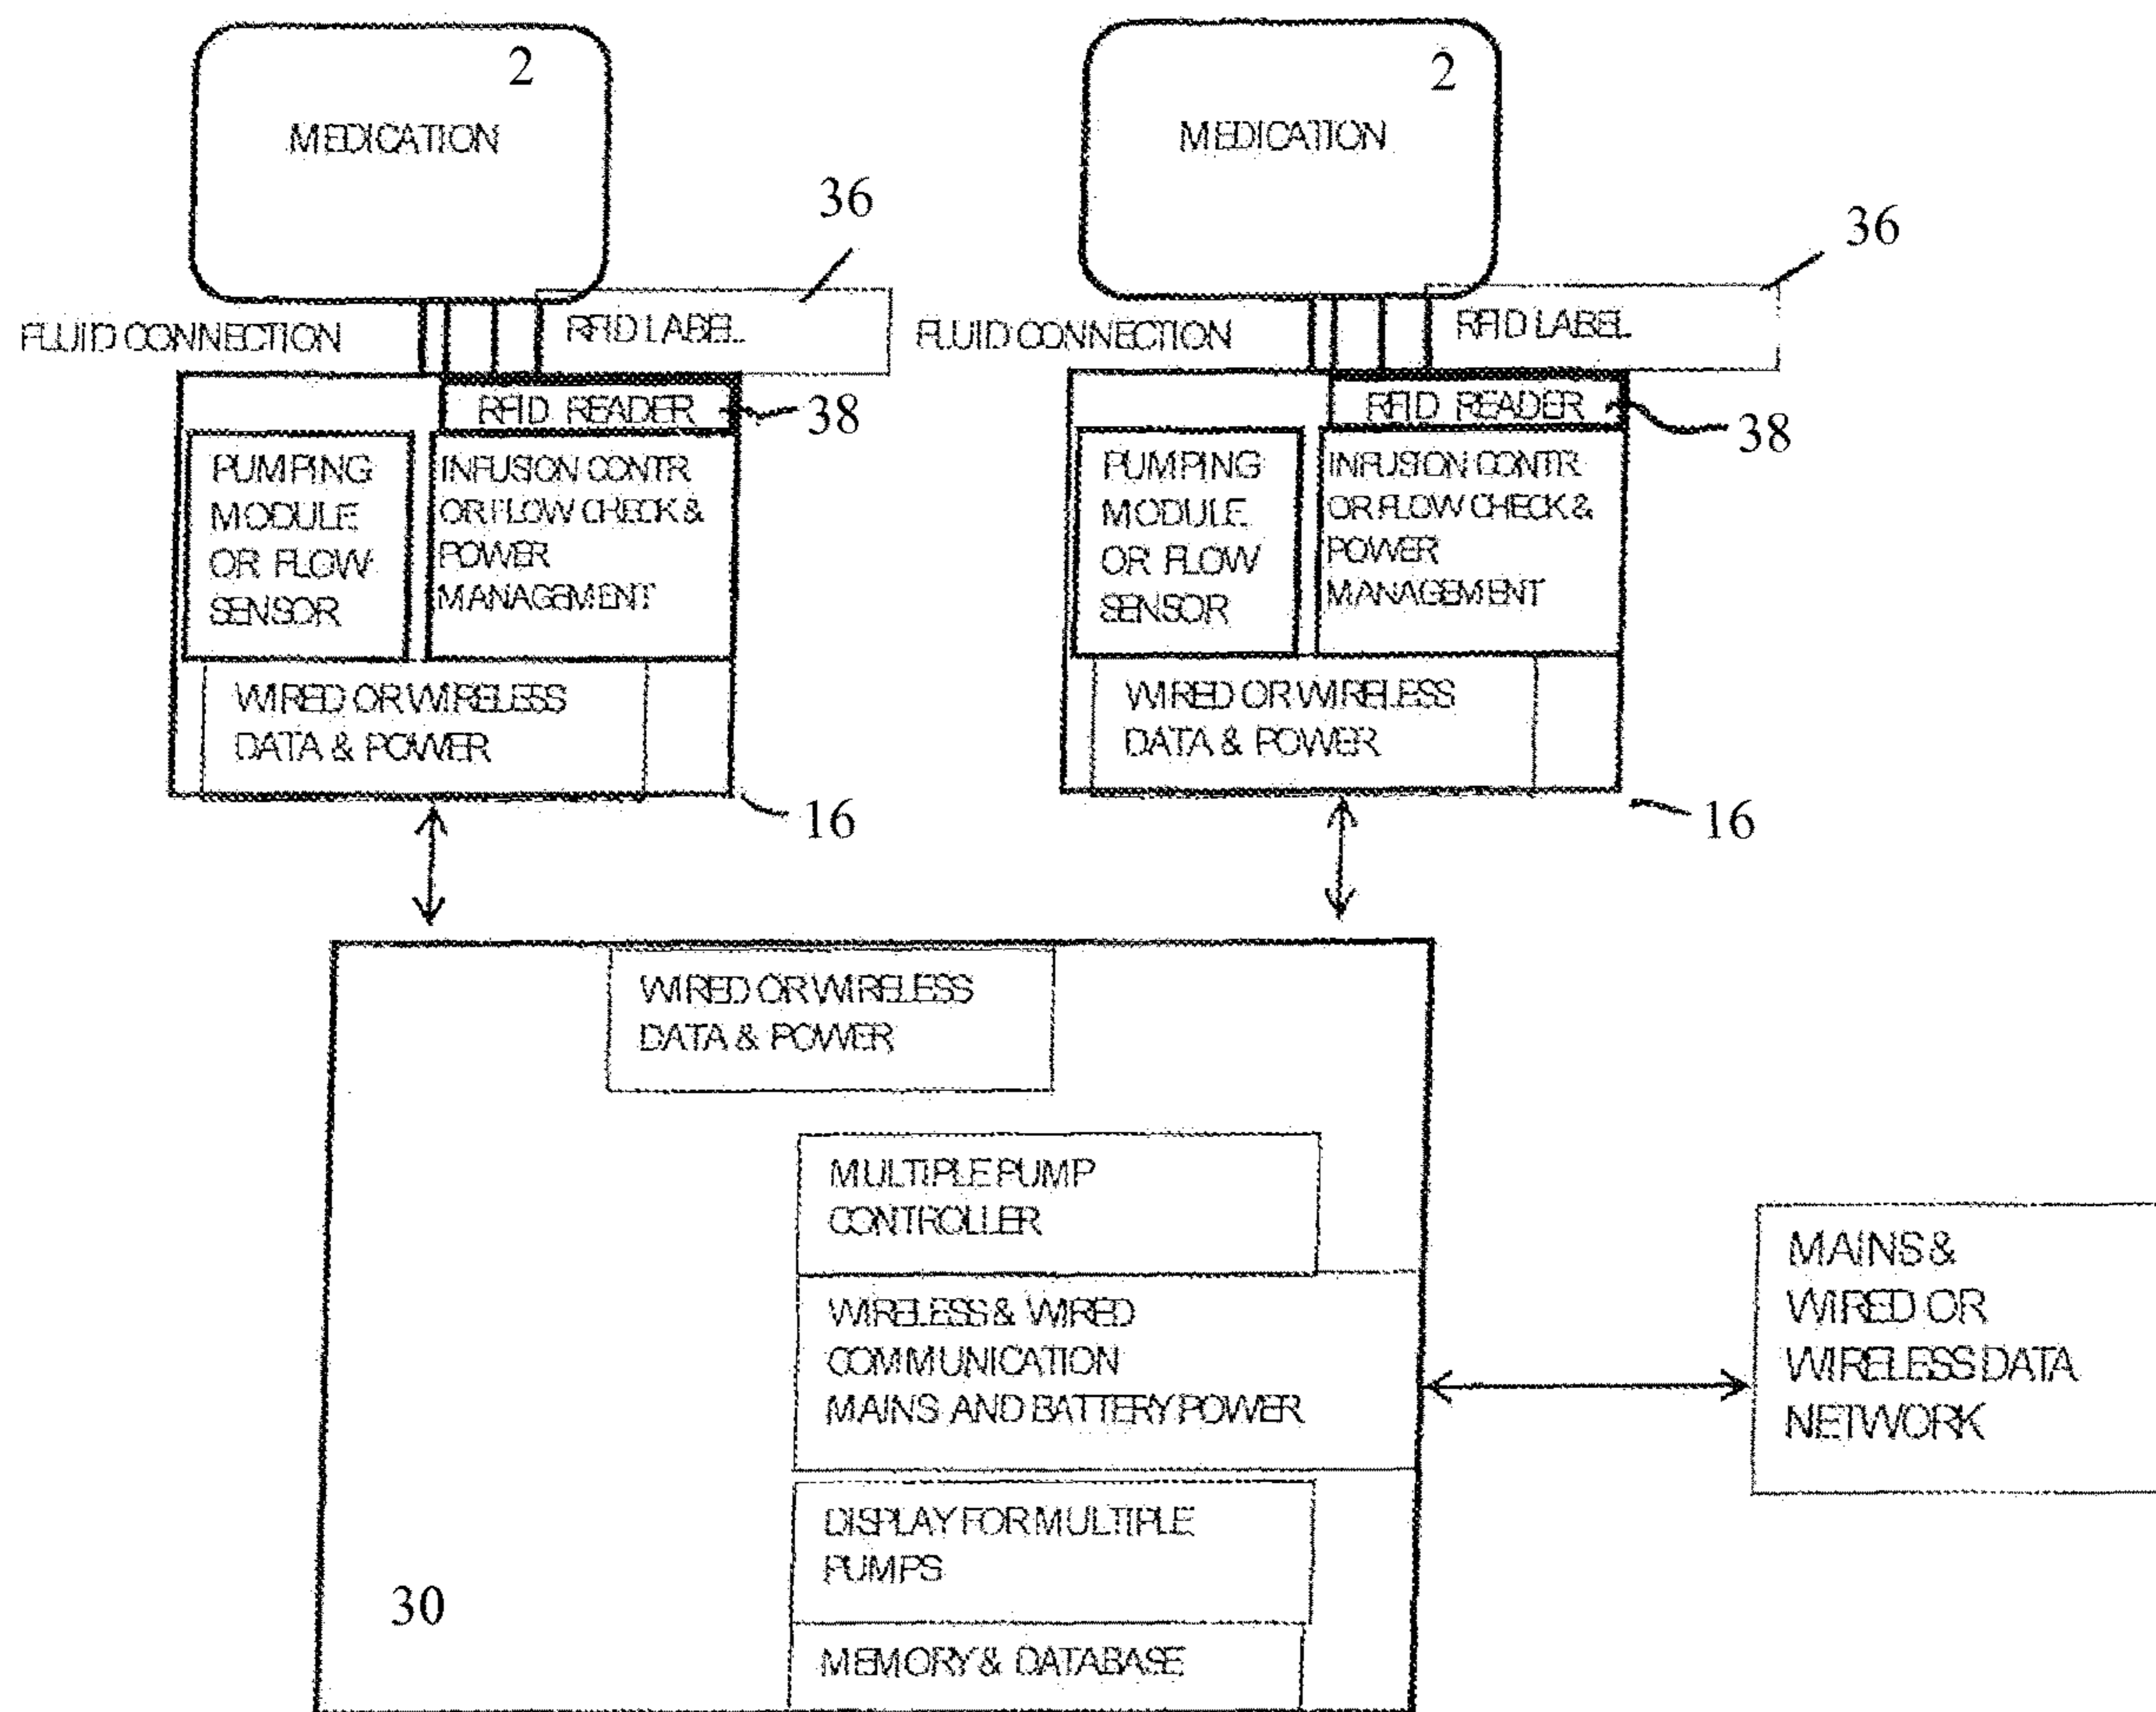 2
MEDICATION
36
FLUID CONNECTION
RFID LABEL
RFID READER
38
PUMPING
MODULE
OR FLOW
SENSOR
INFUSION CONTR
OR FLOW CHECK &
POWER
MANAGEMENT
WIRED OR WIRELESS
DATA & POWER
16
2
MEDICATION
36
FLUID CONNECTION
RFID LABEL
RFID READER
38
PUMPING
MODULE
OR FLOW
SENSOR
INFUSION CONTR
OR FLOW CHECK &
POWER
MANAGEMENT
WIRED OR WIRELESS
DATA & POWER
16
WIRED OR WIRELESS
DATA & POWER
MULTIPLE PUMP
CONTROLLER
WIRELESS & WIRED
COMMUNICATION
MAINS AND BATTERY POWER
DISPLAY FOR MULTIPLE
PUMPS
MEMORY & DATABASE
30
MAINS &
WIRED OR
WIRELESS DATA
NETWORK